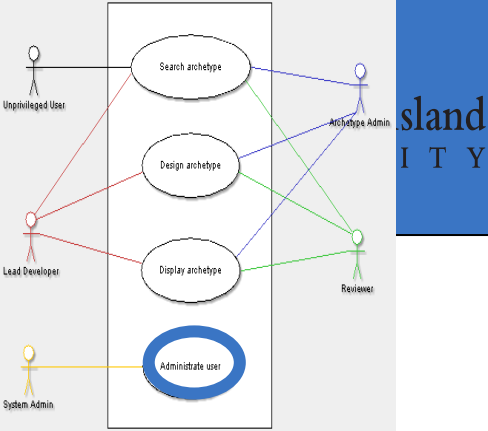 Search archetype
Unprivileged User
Archetype Admin
sland
I T Y
Design archetype
Lead Developer
Display archetype
Reviewer
Administrate user
System Admin